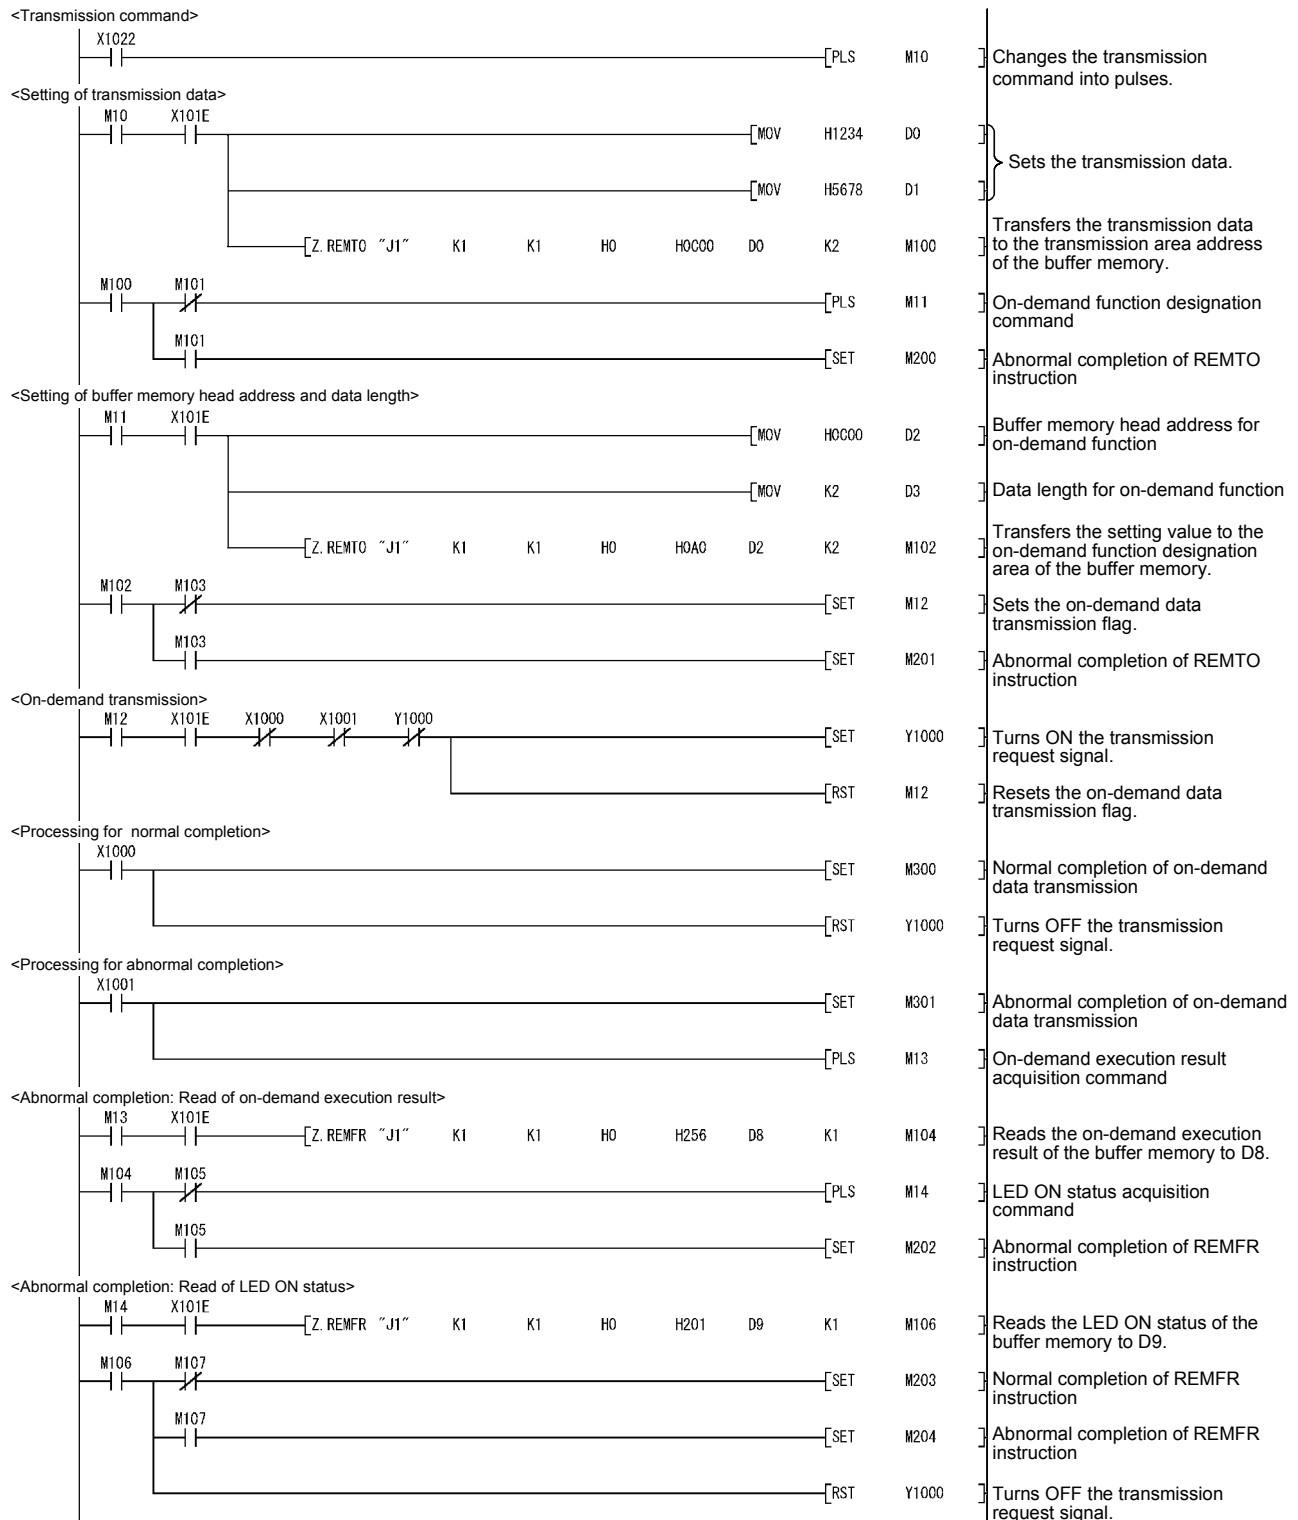 <Transmission command>
X1022
PLS M10 Changes the transmission
command into pulses.
<Setting of transmission data>
M10 X101E
MOV H1234 D0
Sets the transmission data.
MOV H5678 D1
Z.REMTO "J1" K1 K1 H0 H0C00 D0 K2 M100 Transfers the transmission data
to the transmission area address
of the buffer memory.
M100 M101
PLS M11 On-demand function designation
command
M101
SET M200 Abnormal completion of REMTO
instruction
<Setting of buffer memory head address and data length>
M11 X101E
MOV H0C00 D2 Buffer memory head address for
on-demand function
MOV K2 D3 Data length for on-demand function
Z.REMTO "J1" K1 K1 H0 H0A0 D2 K2 M102 Transfers the setting value to the
on-demand function designation
area of the buffer memory.
M102 M103
SET M12 Sets the on-demand data
transmission flag.
M103
SET M201 Abnormal completion of REMTO
instruction
<On-demand transmission>
M12 X101E X1000 X1001 Y1000
SET Y1000 Turns ON the transmission
request signal.
RST M12 Resets the on-demand data
transmission flag.
<Processing for normal completion>
X1000
SET M300 Normal completion of on-demand
data transmission
RST Y1000 Turns OFF the transmission
request signal.
<Processing for abnormal completion>
X1001
SET M301 Abnormal completion of on-demand
data transmission
PLS M13 On-demand execution result
acquisition command
<Abnormal completion: Read of on-demand execution result>
M13 X101E
Z.REMFR "J1" K1 K1 H0 H256 D8 K1 M104 Reads the on-demand execution
result of the buffer memory to D8.
M104 M105
PLS M14 LED ON status acquisition
command
M105
SET M202 Abnormal completion of REMFR
instruction
<Abnormal completion: Read of LED ON status>
M14 X101E
Z.REMFR "J1" K1 K1 H0 H201 D9 K1 M106 Reads the LED ON status of the
buffer memory to D9.
M106 M107
SET M203 Normal completion of REMFR
instruction
M107
SET M204 Abnormal completion of REMFR
instruction
RST Y1000 Turns OFF the transmission
request signal.